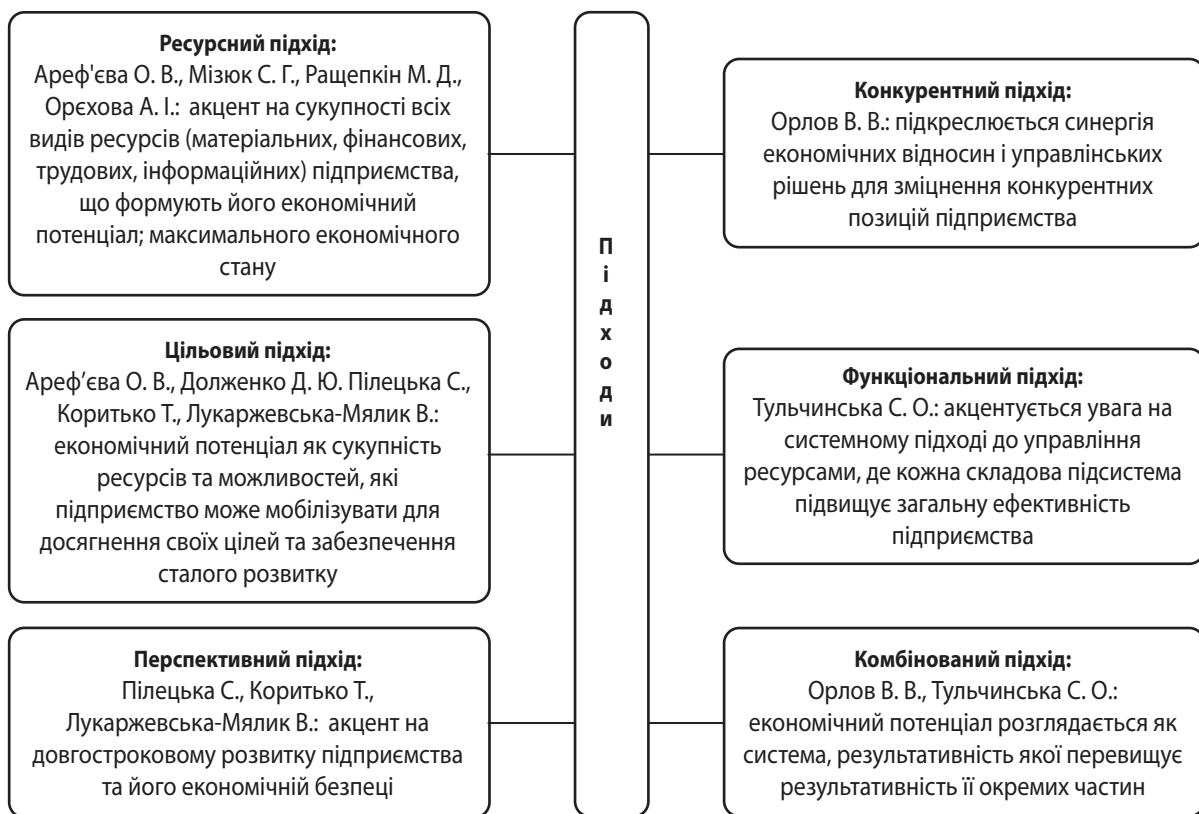 Ресурсний підхід:
Ареф'єва О. В., Мізюк С. Г., Ращепкін М. Д.,
Орєхова А. І.: акцент на сукупності всіх
видів ресурсів (матеріальних, фінансових,
трудових, інформаційних) підприємства,
що формують його економічний
потенціал; максимального економічного
стану
Цільовий підхід:
Ареф’єва О. В., Долженко Д. Ю. Пілецька С.,
Коритько Т., Лукаржевська-Мялик В.:
економічний потенціал як сукупність
ресурсів та можливостей, які
підприємство може мобілізувати для
досягнення своїх цілей та забезпечення
сталого розвитку
Перспективний підхід:
Пілецька С., Коритько Т.,
Лукаржевська-Мялик В.: акцент на
довгостроковому розвитку підприємства
та його економічній безпеці
П
і
д
х
о
д
и
Конкурентний підхід:
Орлов В. В.: підкреслюється синергія
економічних відносин і управлінських
рішень для зміцнення конкурентних
позицій підприємства
Функціональний підхід:
Тульчинська С. О.: акцентується увага на
системному підході до управління
ресурсами, де кожна складова підсистема
підвищує загальну ефективність
підприємства
Комбінований підхід:
Орлов В. В., Тульчинська С. О.:
економічний потенціал розглядається як
система, результативність якої перевищує
результативність її окремих частин